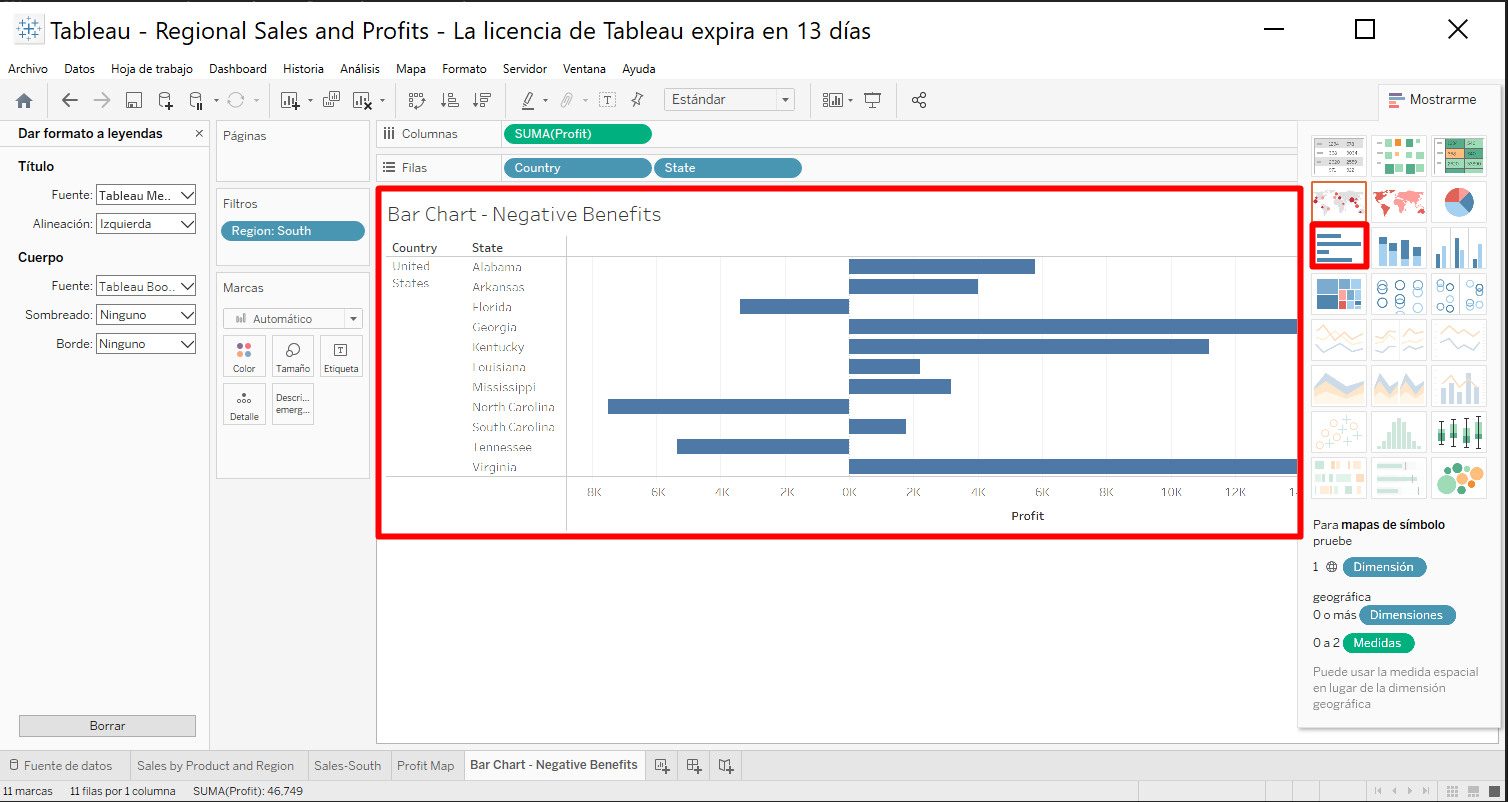 Tableau - Regional Sales and Profits - La licencia de Tableau expira en 13 días
Archivo Datos Hoja de trabajo Dashboard Historia Análisis Mapa Formato Servidor Ventana Ayuda
Estándar
Mostrarme
Dar formato a leyendas
Título
Fuente: Tableau Me..
Alineación: Izquierda
Cuerpo
Fuente: Tableau Boo..
Sombreado: Ninguno
Borde: Ninguno
Borrar
Páginas
Filtros
Region: South
Marcas
Automático
Color Tamaño Etiqueta
Detalle Descri... emerg...
Columnas SUMA(Profit)
Filas Country State
Bar Chart - Negative Benefits
Country State
United States
Alabama
Arkansas
Florida
Georgia
Kentucky
Louisiana
Mississippi
North Carolina
South Carolina
Tennessee
Virginia
8K 6K 4K 2K 0K 2K 4K 6K 8K 10K 12K
Profit
Para mapas de símbolo
pruebe
1 Dimensión
geográfica
0 o más Dimensiones
0 a 2 Medidas
Puede usar la medida espacial
en lugar de la dimensión
geográfica
Fuente de datos Sales by Product and Region Sales-South Profit Map Bar Chart - Negative Benefits
11 marcas 11 filas por 1 columna SUMA(Profit): 46,749